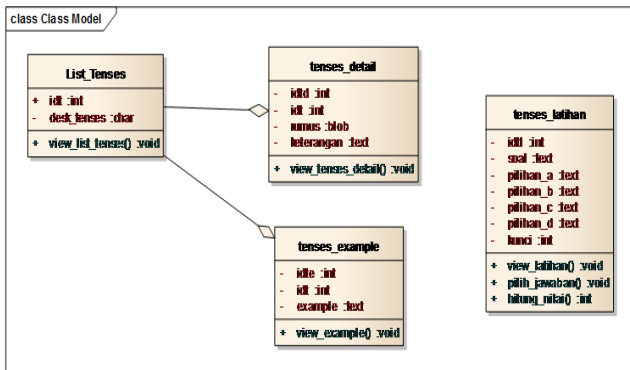 class Class Model
List_Tenses
+ idt :int
- desk_tenses :char
+ view_list_tenses() :void
tenses_detail
- idtd :int
- idt :int
- rumus :blob
- keterangan :text
+ view_tenses_detail() :void
tenses_example
- idte :int
- idt :int
- example :text
+ view_example() :void
tenses_latihan
- idtl :int
- soal :text
- pilihan_a :text
- pilihan_b :text
- pilihan_c :text
- pilihan_d :text
- kunci :int
+ view_latihan() :void
+ pilih_jawaban() :void
+ hitung_nilai() :int